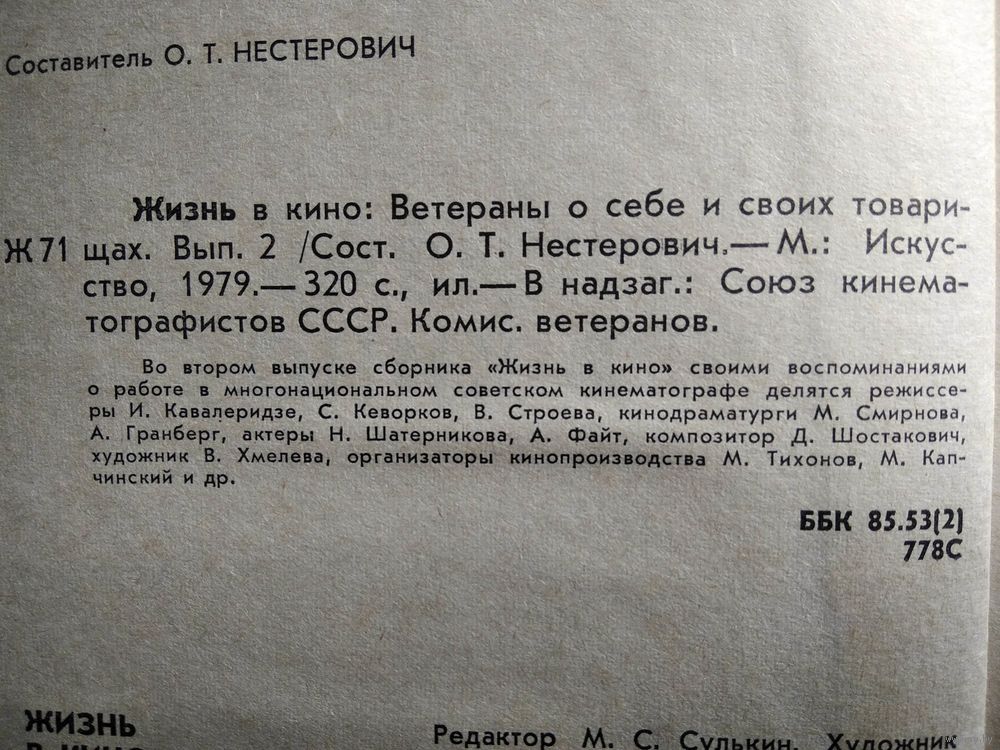 Составитель О. Т. НЕСТЕРОВИЧ
Жизнь в кино: Ветераны о себе и своих товари-
Ж 71 щах. Вып. 2 /Сост. О. Т. Нестерович.— М.: Искус-
ство, 1979.— 320 с., ил.— В надзаг.: Союз кинема-
тографистов СССР. Комис. ветеранов.
Во втором выпуске сборника «Жизнь в кино» своими воспоминаниями
о работе в многонациональном советском кинематографе делятся режиссе-
ры И. Кавалеридзе, С. Кеворков, В. Строева, кинодраматурги М. Смирнова,
А. Гранберг, актеры Н. Шатерникова, А. Файт, композитор Д. Шостакович,
художник В. Хмелева, организаторы кинопроизводства М. Тихонов, М. Кап-
чинский и др.
ББК 85.53(2)
778С
ЖИЗНЬ
В КИНО
Редактор М. С. Сулькин. Художник